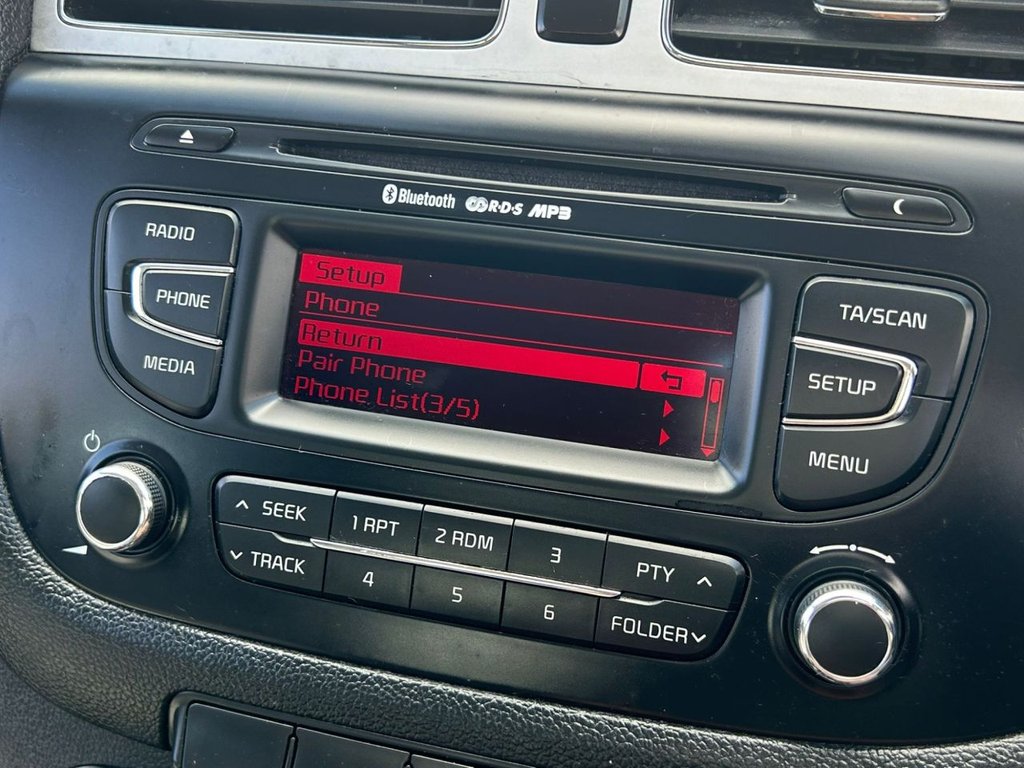 Bluetooth R·D·S MP3
RADIO
PHONE
MEDIA
Setup
Phone
Return
Pair Phone
Phone List(3/5)
TA/SCAN
SETUP
MENU
SEEK
TRACK
1 RPT
2 RDM
3
4
5
6
PTY
FOLDER